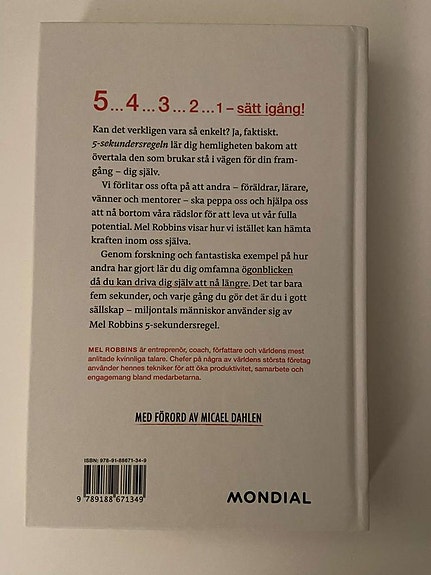 5...4...3...2...1 – sätt igång!
Kan det verkligen vara så enkelt? Ja, faktiskt.
5-sekundersregeln lär dig hemligheten bakom att
övertala den som brukar stå i vägen för din fram-
gång – dig själv.
Vi förlitar oss ofta på att andra – föräldrar, lärare,
vänner och mentorer – ska peppa oss och hjälpa oss
att nå bortom våra rädslor för att leva ut vår fulla
potential. Mel Robbins visar hur vi istället kan hämta
kraften inom oss själva.
Genom forskning och fantastiska exempel på hur
andra har gjort lär du dig omfamna ögonblicken
då du kan driva dig själv att nå längre. Det tar bara
fem sekunder, och varje gång du gör det är du i gott
sällskap – miljontals människor använder sig av
Mel Robbins 5-sekundersregel.
MEL ROBBINS är entreprenör, coach, författare och världens mest
anlitade kvinnliga talare. Chefer på några av världens största företag
använder hennes tekniker för att öka produktivitet, samarbete och
engagemang bland medarbetarna.
MED FÖRORD AV MICAEL DAHLEN
ISBN: 978-91-88671-34-9
9 789188 671349
MONDIAL